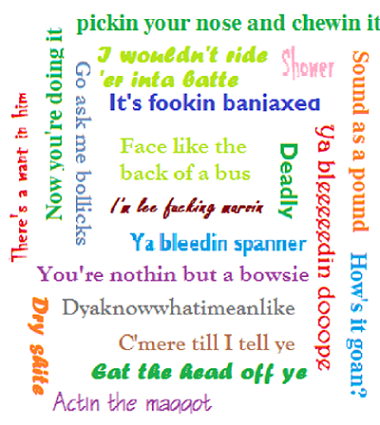 pickin your nose and chewin it
I wouldn't ride
'er inta batte
Shower
It's fookin banjaxed
Now you're doing it
Go ask me bollicks
There's a want in him
Face like the
back of a bus
Deadly
Ya bleeeeedin dooope
Sound as a pound
I'm lee fucking marvin
Ya bleedin spanner
You're nothin but a bowsie
How's it goan?
Dyaknowwhatimeanlike
Dry shite
C'mere till I tell ye
Eat the head off ye
Actin the maggot